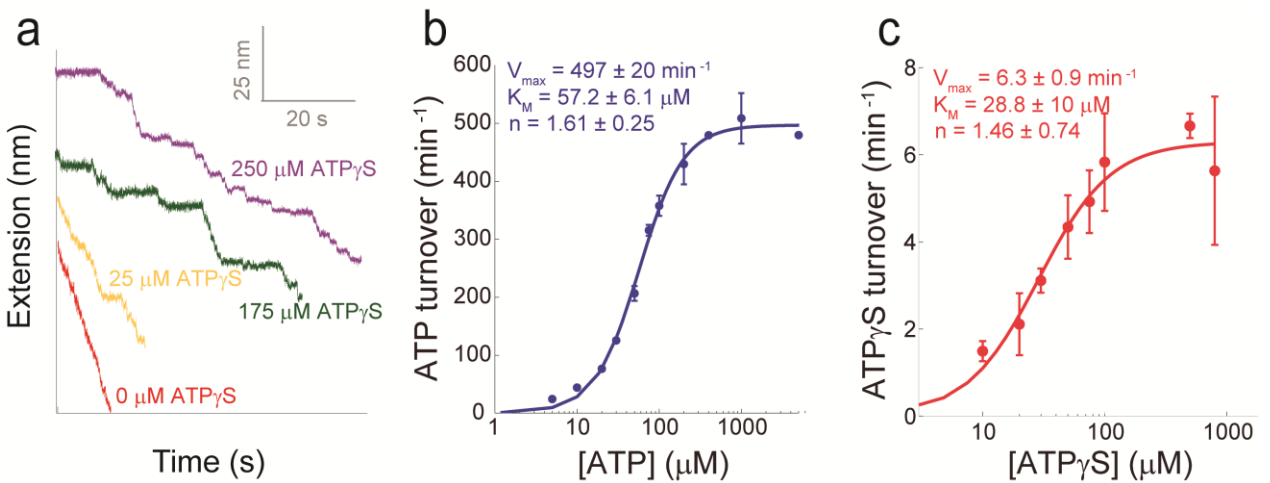 a
Extension (nm)
25 nm
20 s
250 μM ATPγS
25 μM ATPγS
175 μM ATPγS
0 μM ATPγS
Time (s)
b
ATP turnover (min⁻¹)
600
500
400
300
200
100
0
V_max = 497 ± 20 min⁻¹
K_M = 57.2 ± 6.1 μM
n = 1.61 ± 0.25
1 10 100 1000
[ATP] (μM)
c
ATPγS turnover (min⁻¹)
8
6
4
2
0
V_max = 6.3 ± 0.9 min⁻¹
K_M = 28.8 ± 10 μM
n = 1.46 ± 0.74
10 100 1000
[ATPγS] (μM)